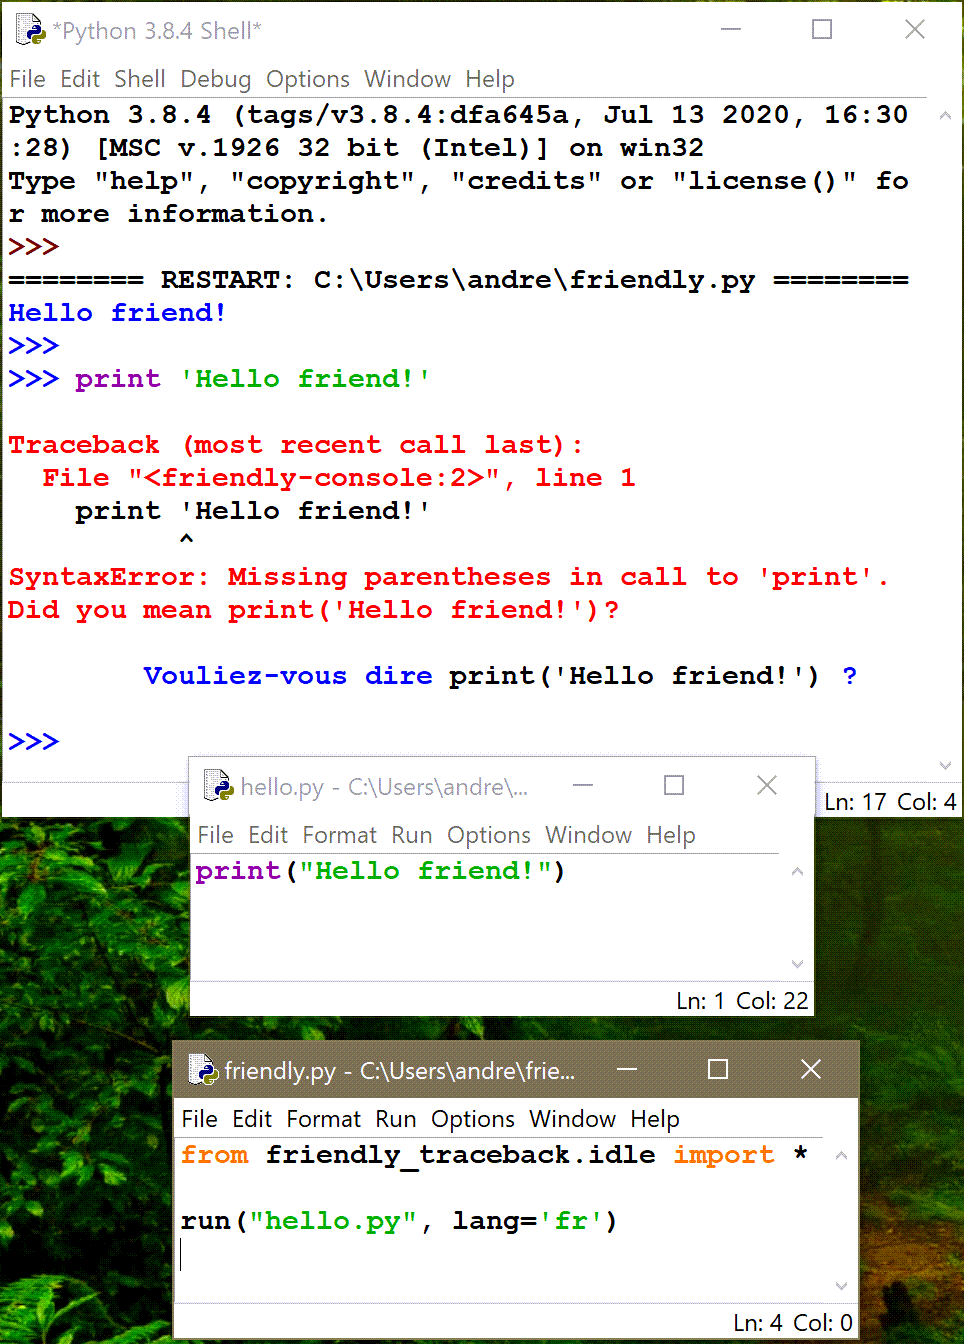 *Python 3.8.4 Shell*
File Edit Shell Debug Options Window Help
Python 3.8.4 (tags/v3.8.4:dfa645a, Jul 13 2020, 16:30
:28) [MSC v.1926 32 bit (Intel)] on win32
Type "help", "copyright", "credits" or "license()" fo
r more information.
>>>
======== RESTART: C:\Users\andre\friendly.py ========
Hello friend!
>>>
>>> print 'Hello friend!'
Traceback (most recent call last):
  File "<friendly-console:2>", line 1
    print 'Hello friend!'
          ^
SyntaxError: Missing parentheses in call to 'print'.
Did you mean print('Hello friend!')?
        Vouliez-vous dire print('Hello friend!') ?
>>>
Ln: 17 Col: 4
hello.py - C:\Users\andre\...
File Edit Format Run Options Window Help
print("Hello friend!")
Ln: 1 Col: 22
friendly.py - C:\Users\andre\frie...
File Edit Format Run Options Window Help
from friendly_traceback.idle import *
run("hello.py", lang='fr')
Ln: 4 Col: 0